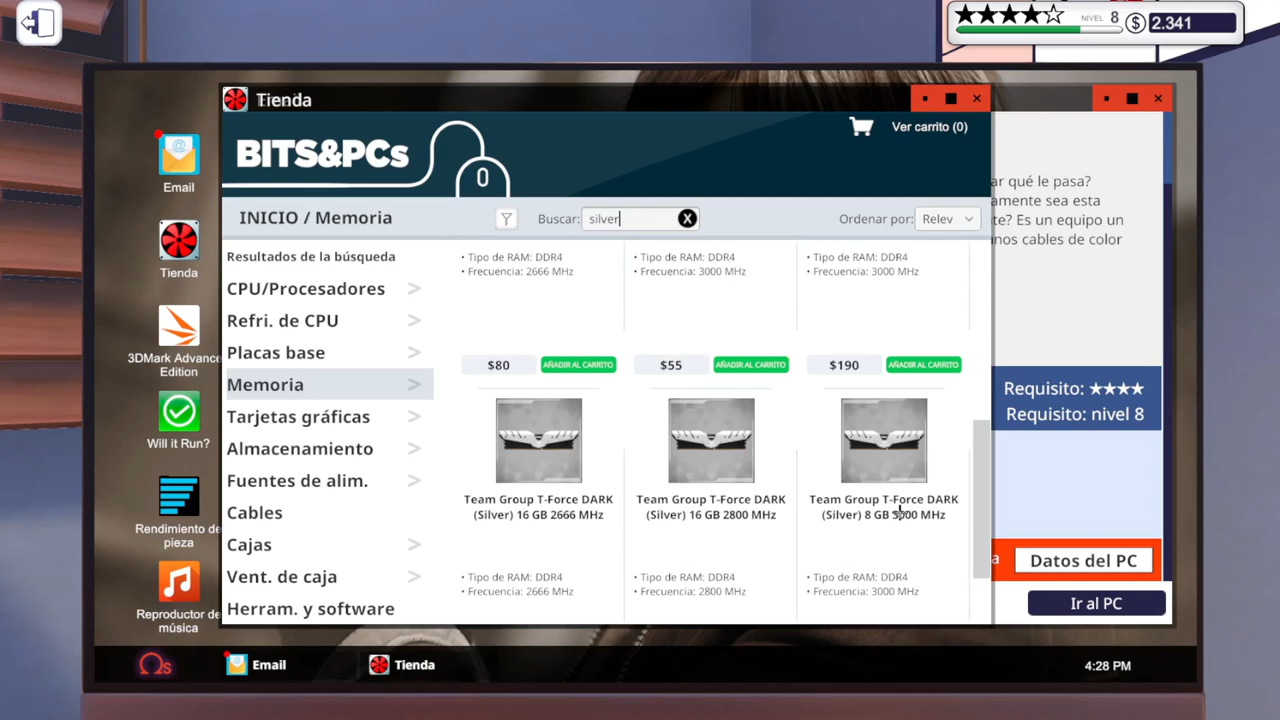 NIVEL 8
$ 2.341
Tienda
BITS&PCs
Ver carrito (0)
INICIO / Memoria
Buscar: silver
Ordenar por: Relev
Email
Tienda
3DMark Advance
Edition
Will it Run?
Rendimiento de
pieza
Reproductor de
música
Resultados de la búsqueda
CPU/Procesadores
Refri. de CPU
Placas base
Memoria
Tarjetas gráficas
Almacenamiento
Fuentes de alim.
Cables
Cajas
Vent. de caja
Herram. y software
• Tipo de RAM: DDR4
• Frecuencia: 2666 MHz
$80 AÑADIR AL CARRITO
• Tipo de RAM: DDR4
• Frecuencia: 3000 MHz
$55 AÑADIR AL CARRITO
• Tipo de RAM: DDR4
• Frecuencia: 3000 MHz
$190 AÑADIR AL CARRITO
Team Group T-Force DARK
(Silver) 16 GB 2666 MHz
• Tipo de RAM: DDR4
• Frecuencia: 2666 MHz
Team Group T-Force DARK
(Silver) 16 GB 2800 MHz
• Tipo de RAM: DDR4
• Frecuencia: 2800 MHz
Team Group T-Force DARK
(Silver) 8 GB 3000 MHz
• Tipo de RAM: DDR4
• Frecuencia: 3000 MHz
ar qué le pasa?
amente sea esta
te? Es un equipo un
nos cables de color
Requisito: ★★★★
Requisito: nivel 8
a
Datos del PC
Ir al PC
Ωs
Email
Tienda
4:28 PM